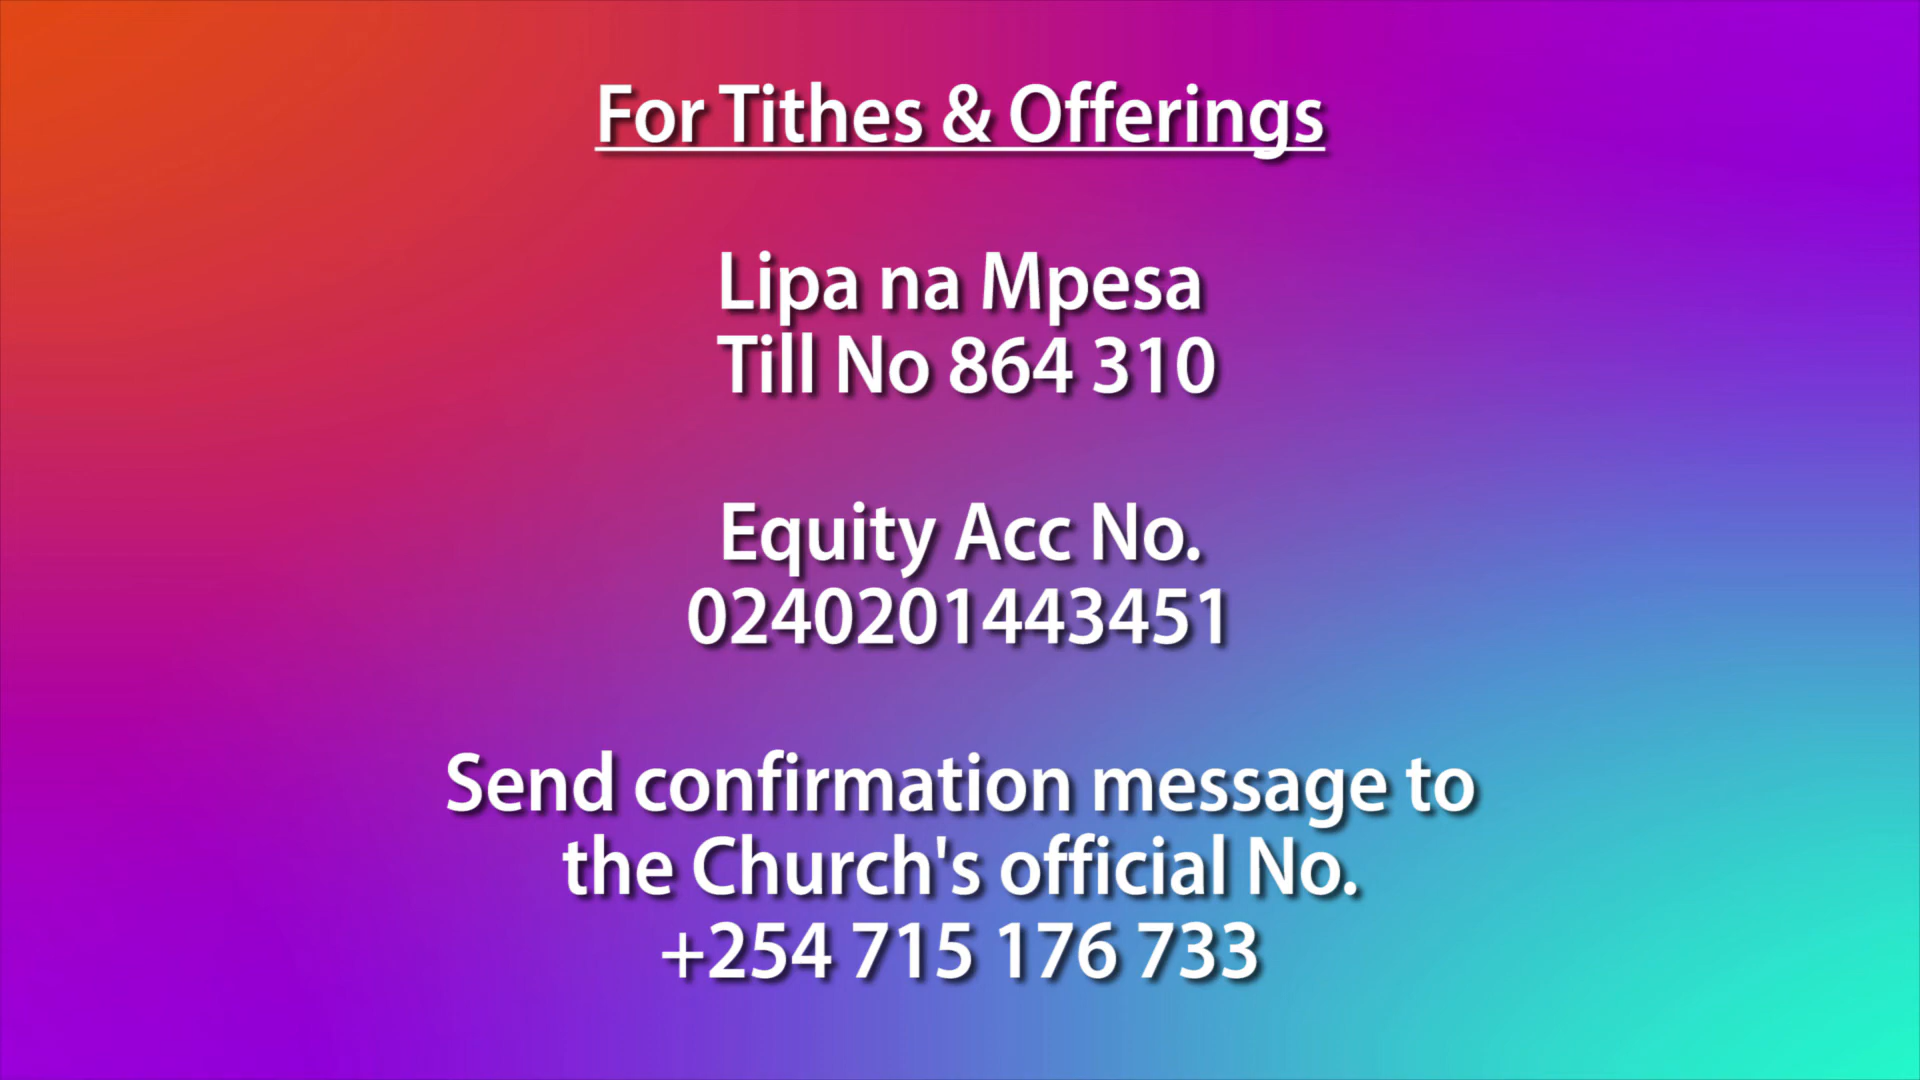 For Tithes & Offerings
Lipa na Mpesa
Till No 864 310
Equity Acc No.
0240201443451
Send confirmation message to
the Church's official No.
+254 715 176 733